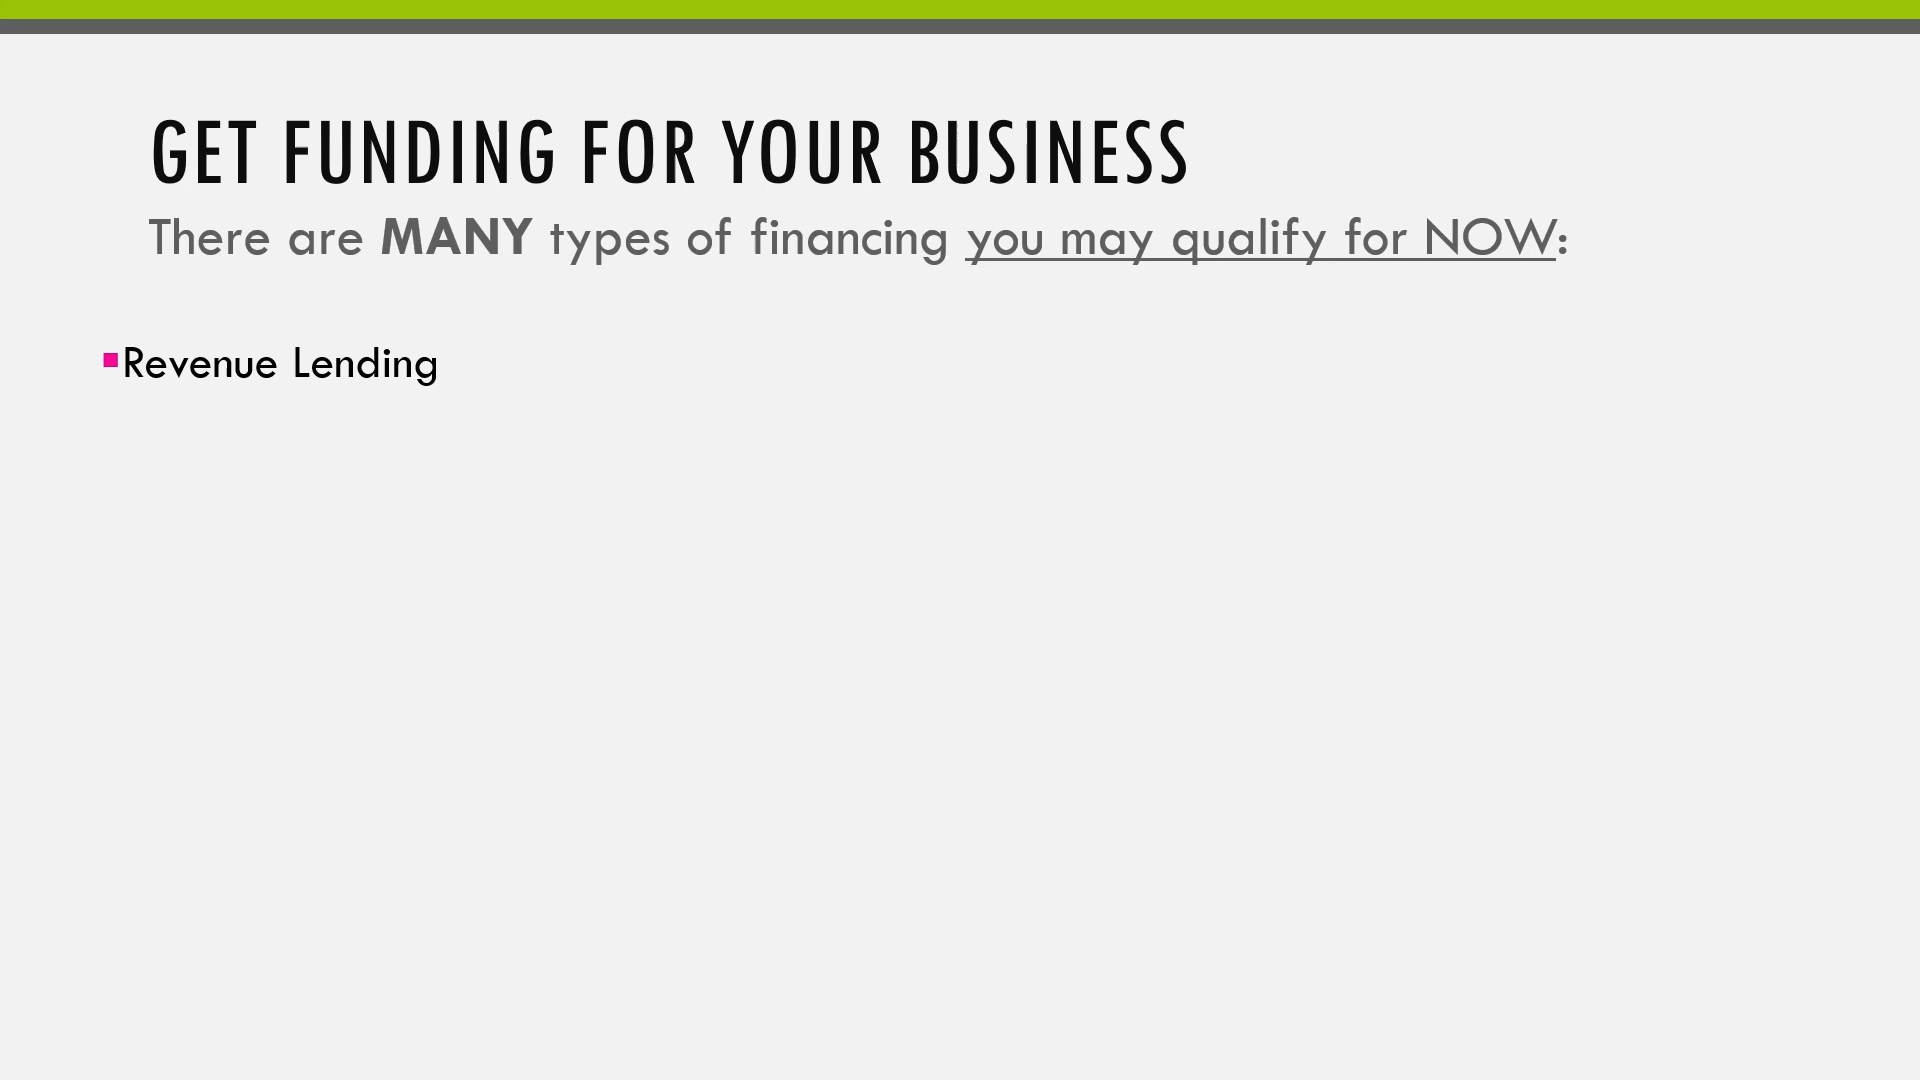 GET FUNDING FOR YOUR BUSINESS
There are MANY types of financing you may qualify for NOW:
Revenue Lending